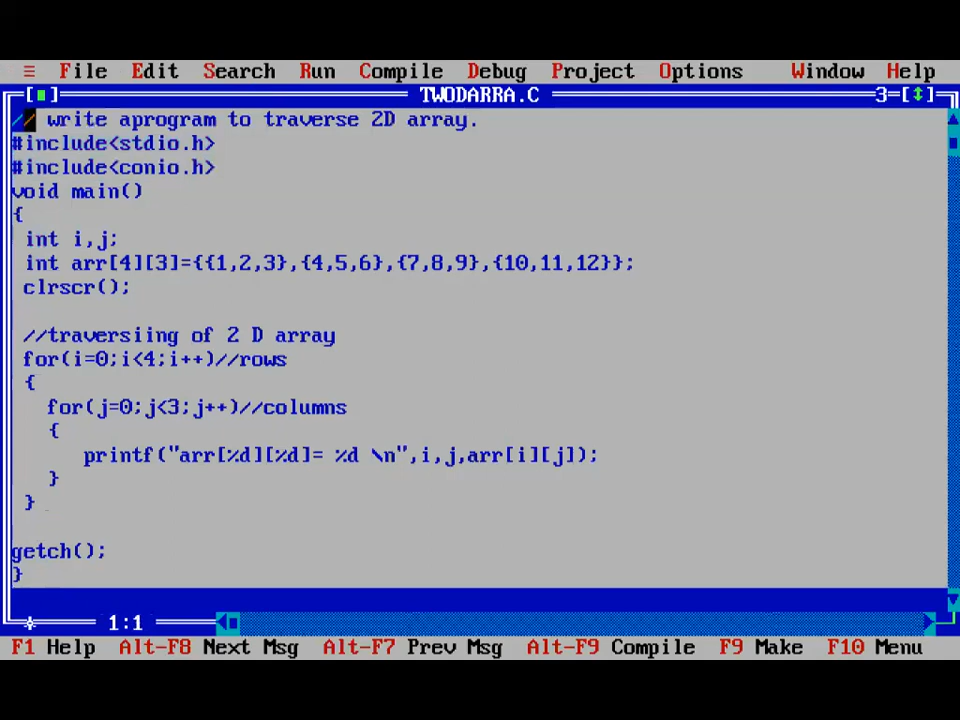 ≡ File Edit Search Run Compile Debug Project Options Window Help
[■] TWODARRA.C 3=[↕]
// write aprogram to traverse 2D array.
#include<stdio.h>
#include<conio.h>
void main()
{
int i,j;
int arr[4][3]={{1,2,3},{4,5,6},{7,8,9},{10,11,12}};
clrscr();
//traversiing of 2 D array
for(i=0;i<4;i++)//rows
{
for(j=0;j<3;j++)//columns
{
printf("arr[%d][%d]= %d \n",i,j,arr[i][j]);
}
}
getch();
}
1:1
F1 Help Alt-F8 Next Msg Alt-F7 Prev Msg Alt-F9 Compile F9 Make F10 Menu